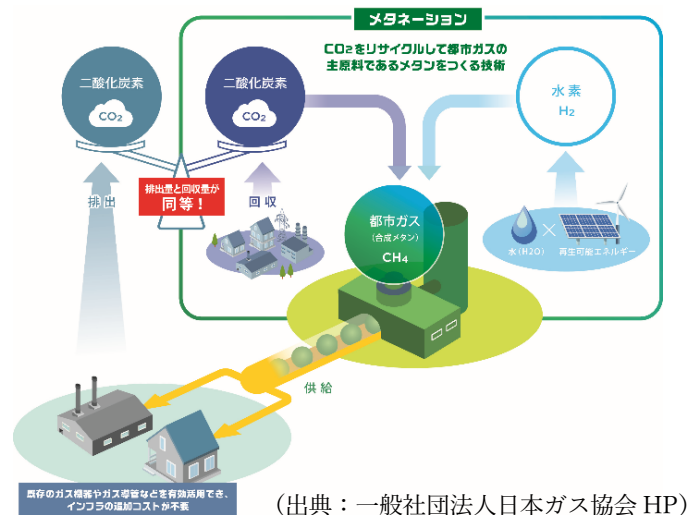 メタネーション
CO2をリサイクルして都市ガスの
主原料であるメタンをつくる技術
二酸化炭素
CO2
二酸化炭素
CO2
水素
H2
排出量と回収量が
同等!
排出
回収
都市ガス
(合成メタン)
CH4
水(H2O)
×
再生可能エネルギー
供給
既存のガス機器やガス導管などを有効活用でき、
インフラの追加コストが不要
(出典:一般社団法人日本ガス協会 HP)